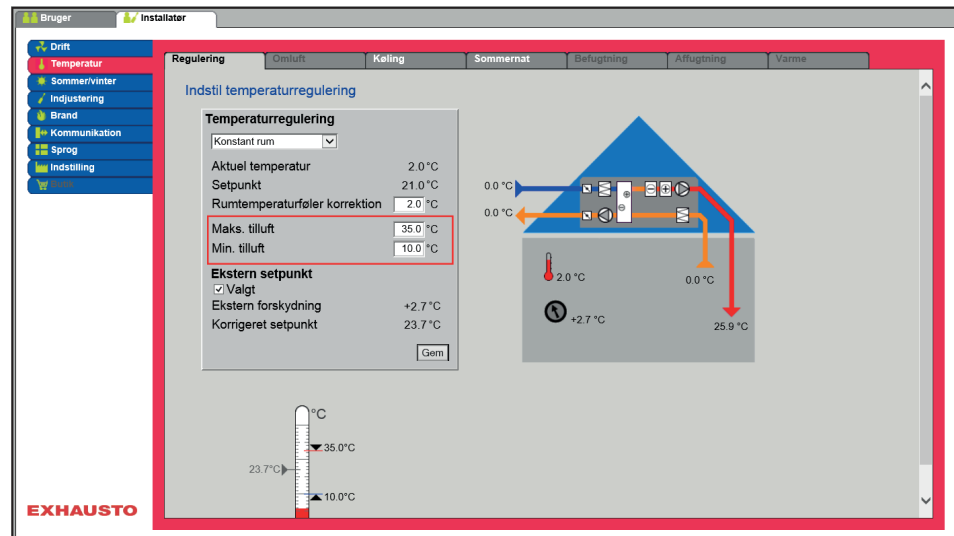 Bruger Installatør
Drift
Temperatur
Sommer/vinter
Indjustering
Brand
Kommunikation
Sprog
Indstilling
Regulering Omluft Køling Sommernat Befugtning Affugtning Varme
Indstil temperaturregulering
Temperaturregulering
Konstant rum
Aktuel temperatur 2.0°C
Setpunkt 21.0°C
Rumtemperaturføler korrektion 2.0 °C
Maks. tilluft 35.0 °C
Min. tilluft 10.0 °C
Ekstern setpunkt
Valgt
Ekstern forskydning +2.7°C
Korrigeret setpunkt 23.7°C
Gem
0.0 °C
0.0 °C
2.0 °C
0.0 °C
+2.7 °C
25.9 °C
°C
35.0°C
23.7°C
10.0°C
EXHAUSTO